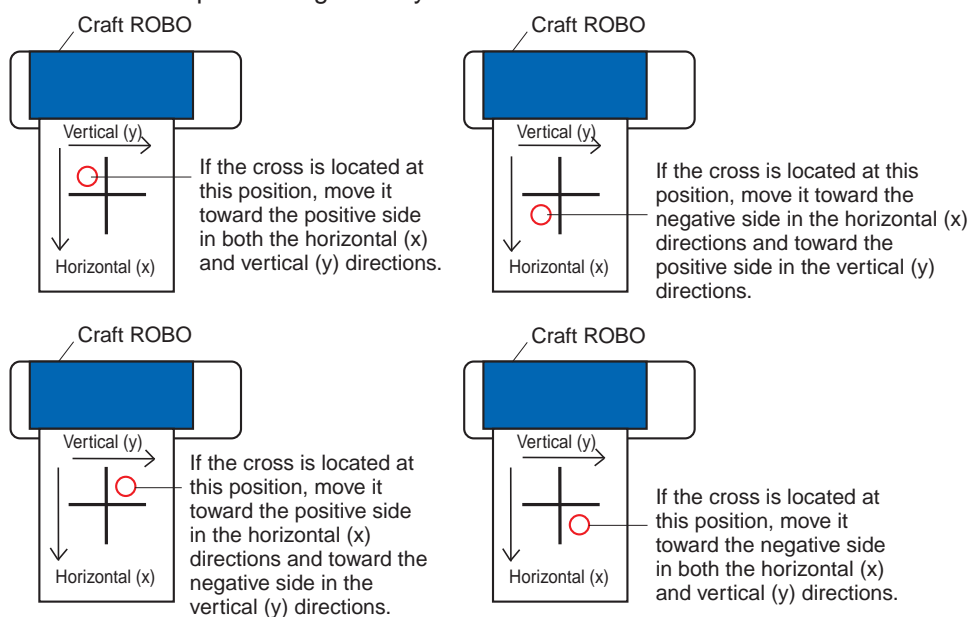 Craft ROBO
Vertical (y)
Horizontal (x)
If the cross is located at
this position, move it
toward the positive side
in both the horizontal (x)
and vertical (y) directions.
Craft ROBO
Vertical (y)
Horizontal (x)
If the cross is located at this
position, move it toward the
negative side in the horizontal (x)
directions and toward the
positive side in the vertical (y)
directions.
Craft ROBO
Vertical (y)
Horizontal (x)
If the cross is located at
this position, move it
toward the positive side
in the horizontal (x)
directions and toward the
negative side in the
vertical (y) directions.
Craft ROBO
Vertical (y)
Horizontal (x)
If the cross is located at
this position, move it
toward the negative side
in both the horizontal (x)
and vertical (y) directions.